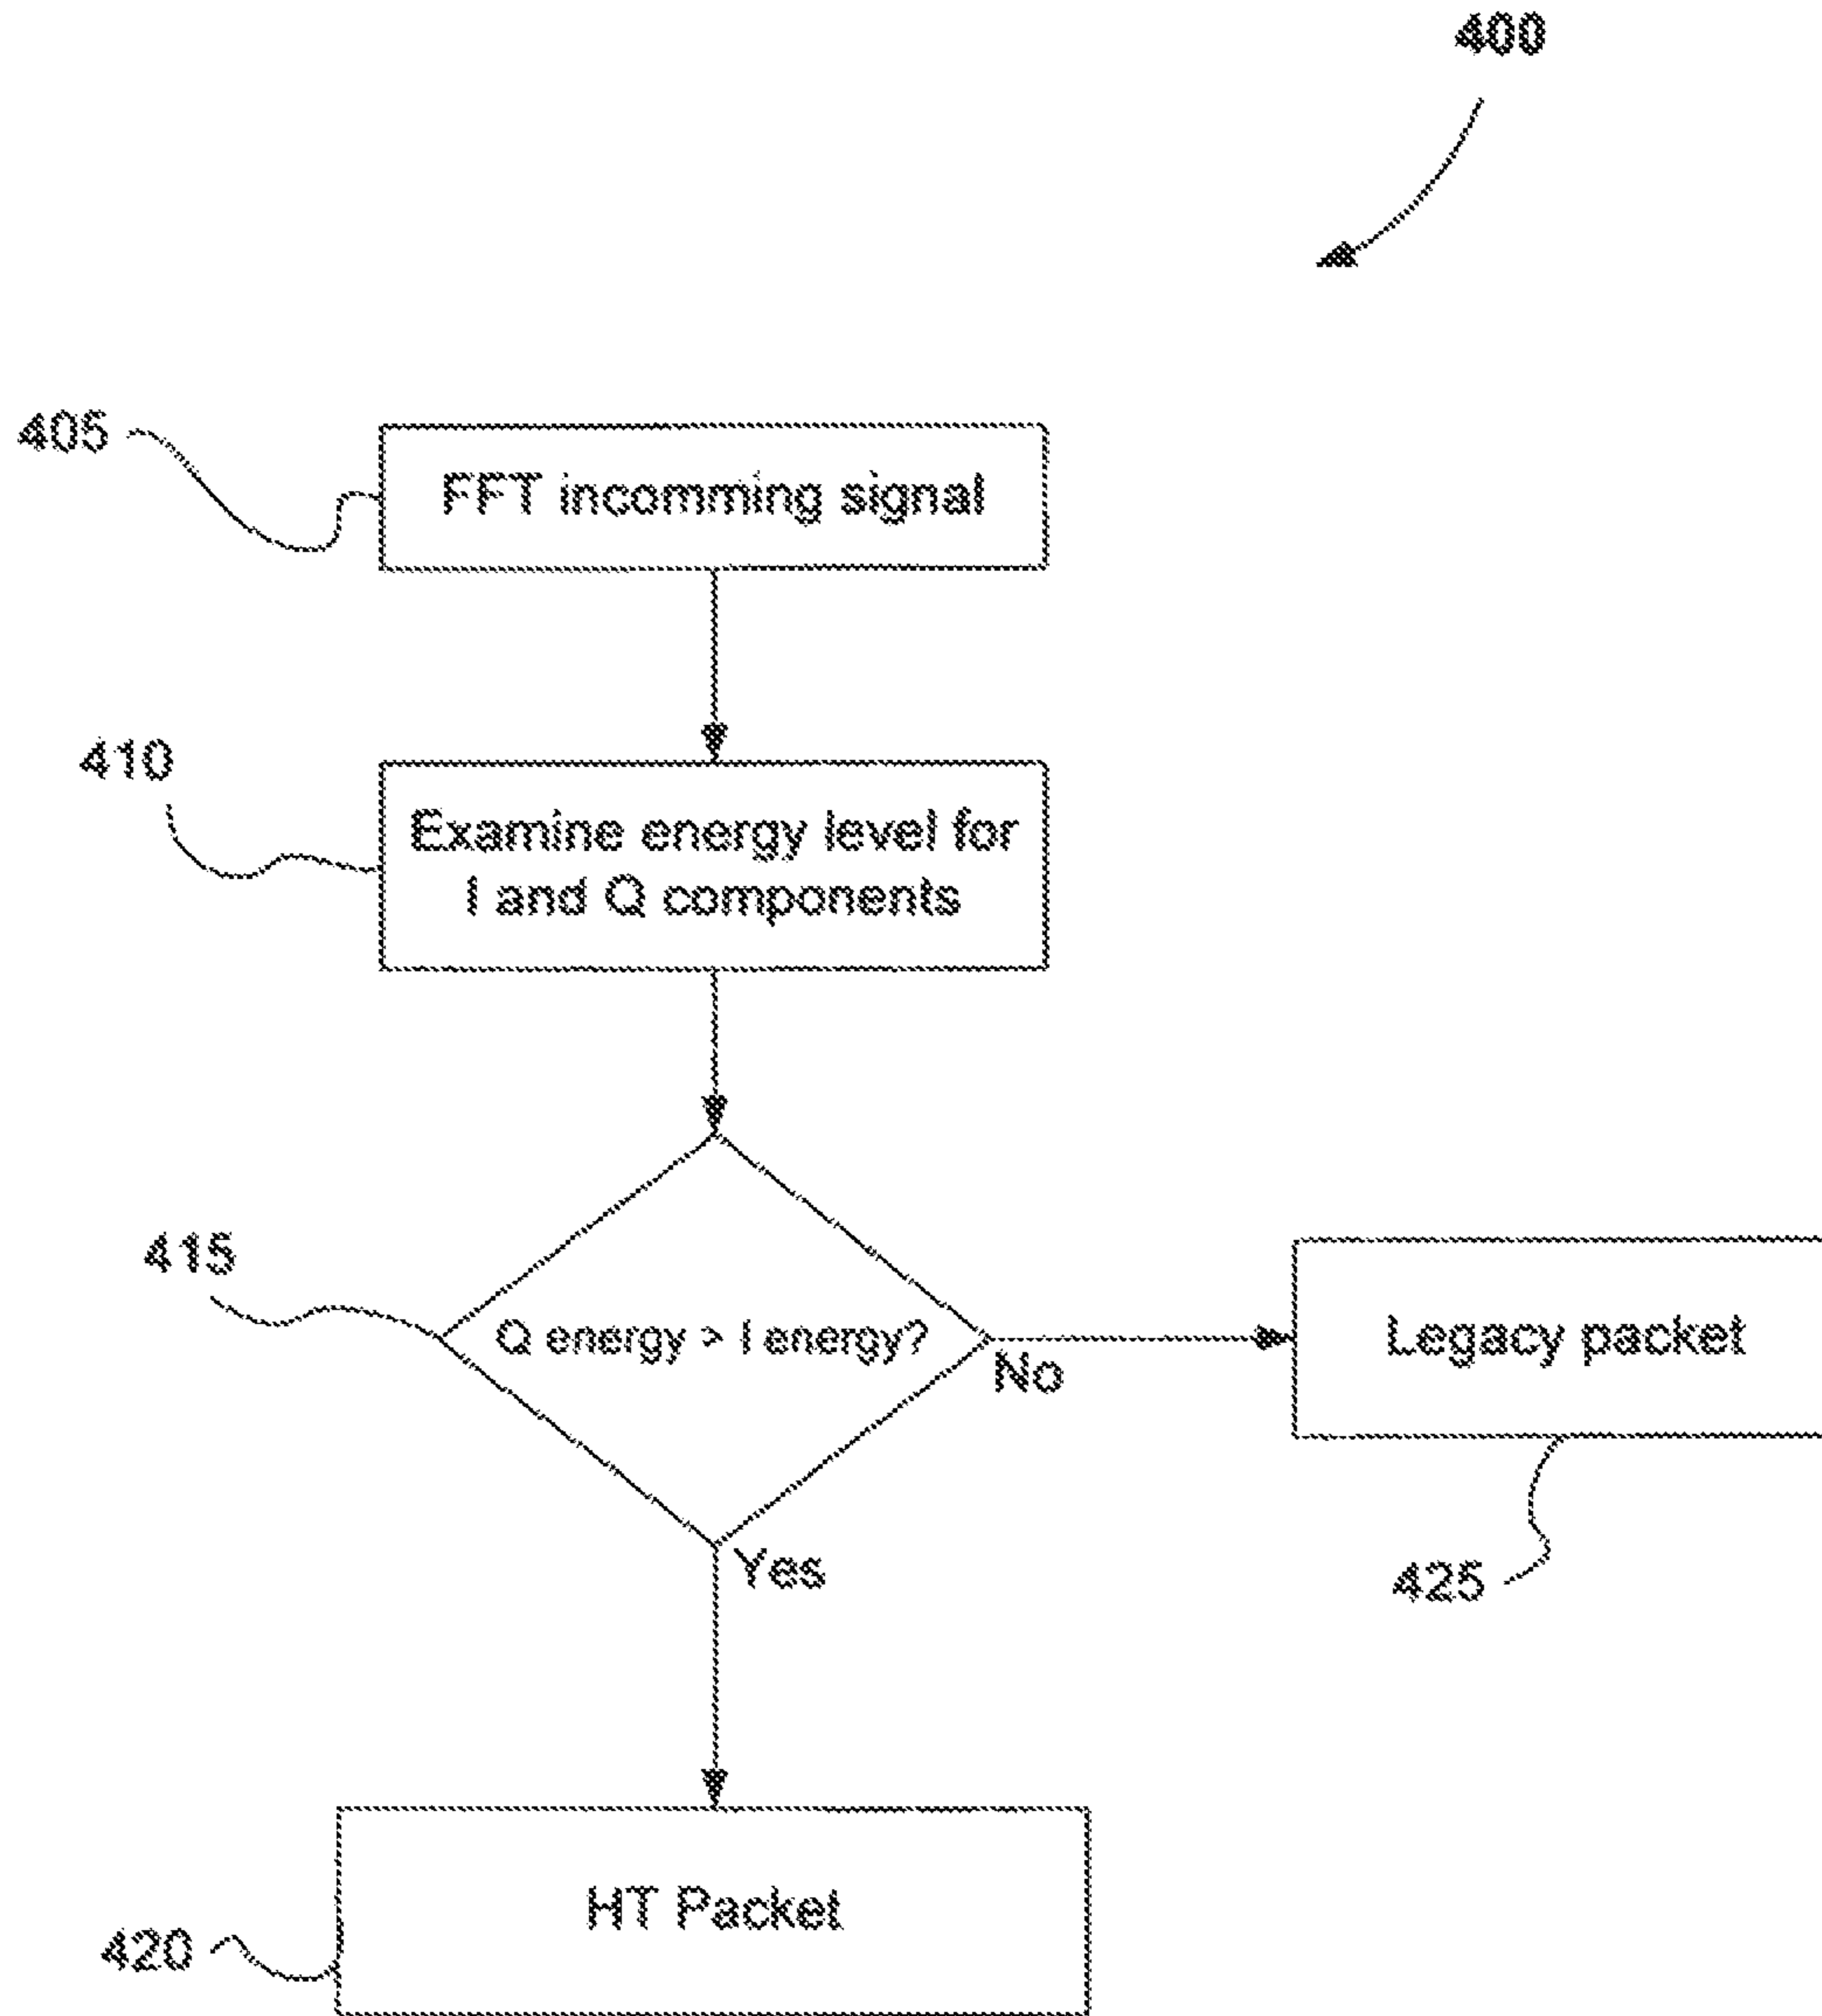 400
405
FFT incomming signal
410
Examine energy level for
I and Q components
415
Q energy > I energy?
No
Legacy packet
425
Yes
HT Packet
420